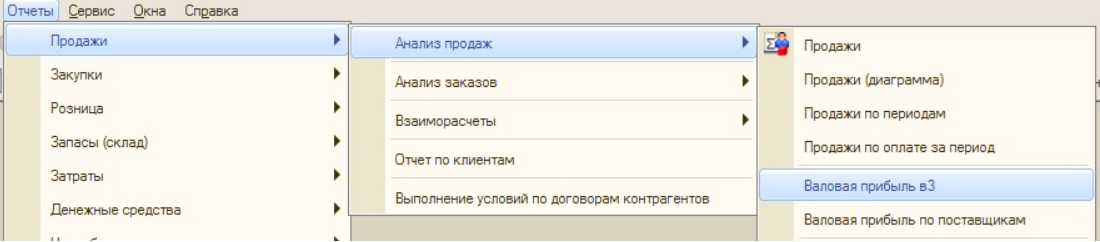 Отчеты Сервис Окна Справка
Продажи
Закупки
Розница
Запасы (склад)
Затраты
Денежные средства
Анализ продаж
Анализ заказов
Взаиморасчеты
Отчет по клиентам
Выполнение условий по договорам контрагентов
Продажи
Продажи (диаграмма)
Продажи по периодам
Продажи по оплате за период
Валовая прибыль в3
Валовая прибыль по поставщикам